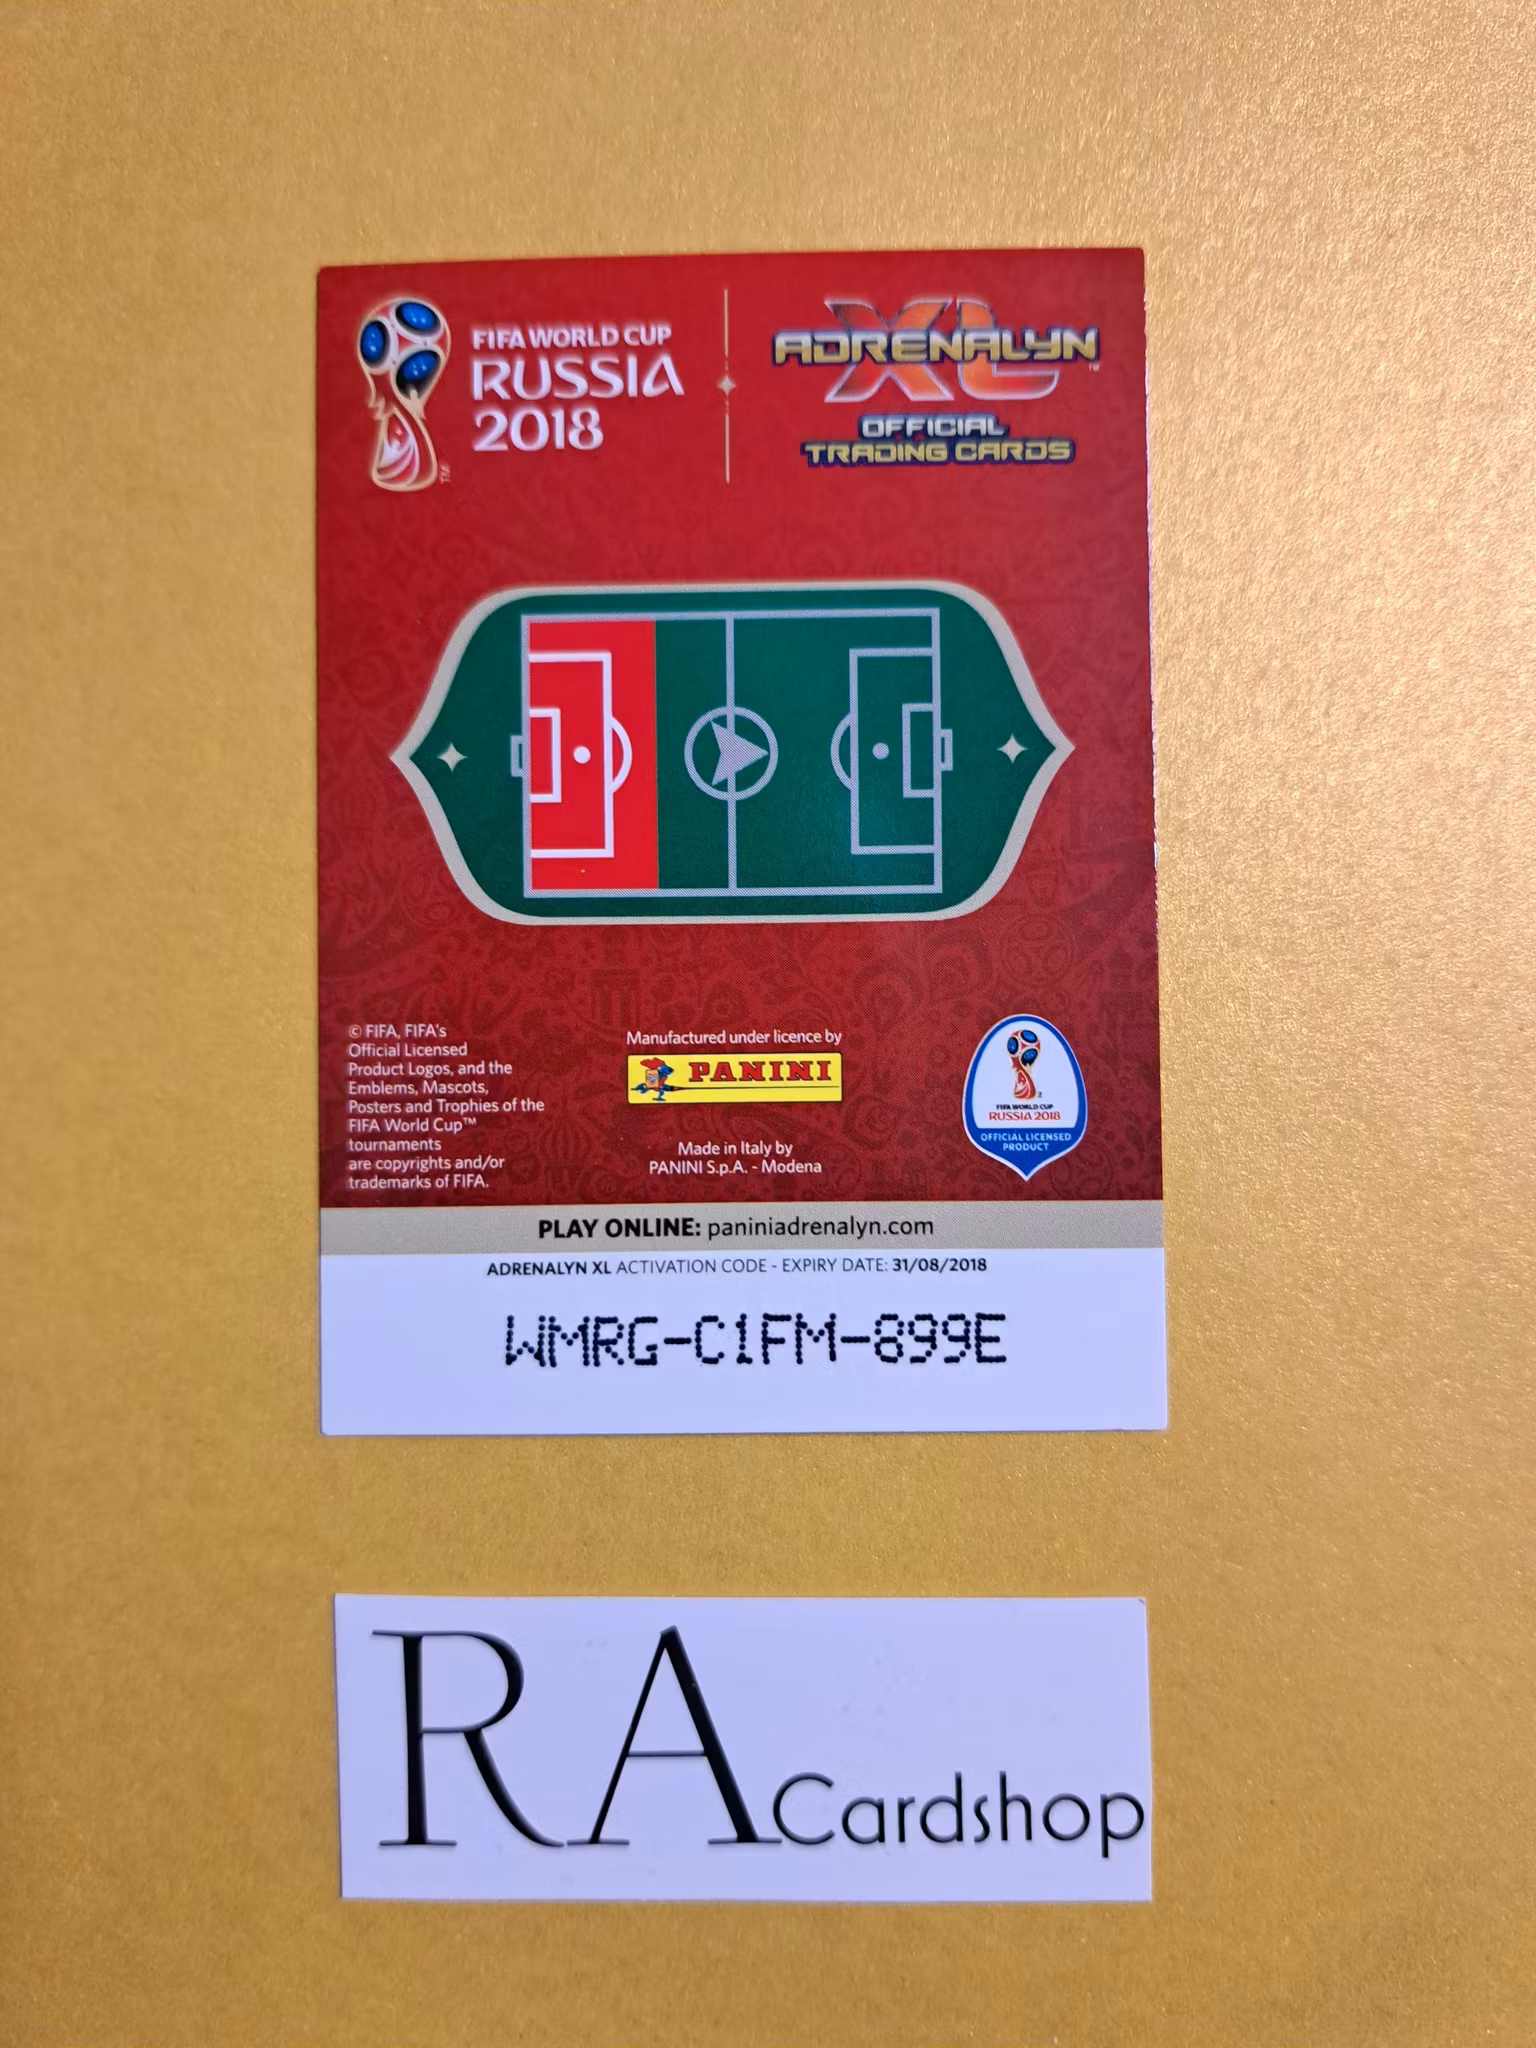 FIFA WORLD CUP
RUSSIA
2018
TM
ADRENALYN
XL
TM
OFFICIAL
TRADING CARDS
© FIFA, FIFA's
Official Licensed
Product Logos, and the
Emblems, Mascots,
Posters and Trophies of the
FIFA World Cup™
tournaments
are copyrights and/or
trademarks of FIFA.
Manufactured under licence by
PANINI
Made in Italy by
PANINI S.p.A. - Modena
FIFA WORLD CUP
RUSSIA 2018
OFFICIAL LICENSED
PRODUCT
PLAY ONLINE: paniniadrenalyn.com
ADRENALYN XL ACTIVATION CODE - EXPIRY DATE: 31/08/2018
WMRG-C1FM-899E
RA Cardshop